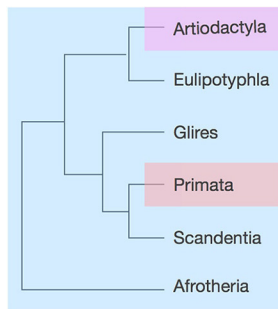 Artiodactyla
Eulipotyphla
Glires
Primata
Scandentia
Afrotheria